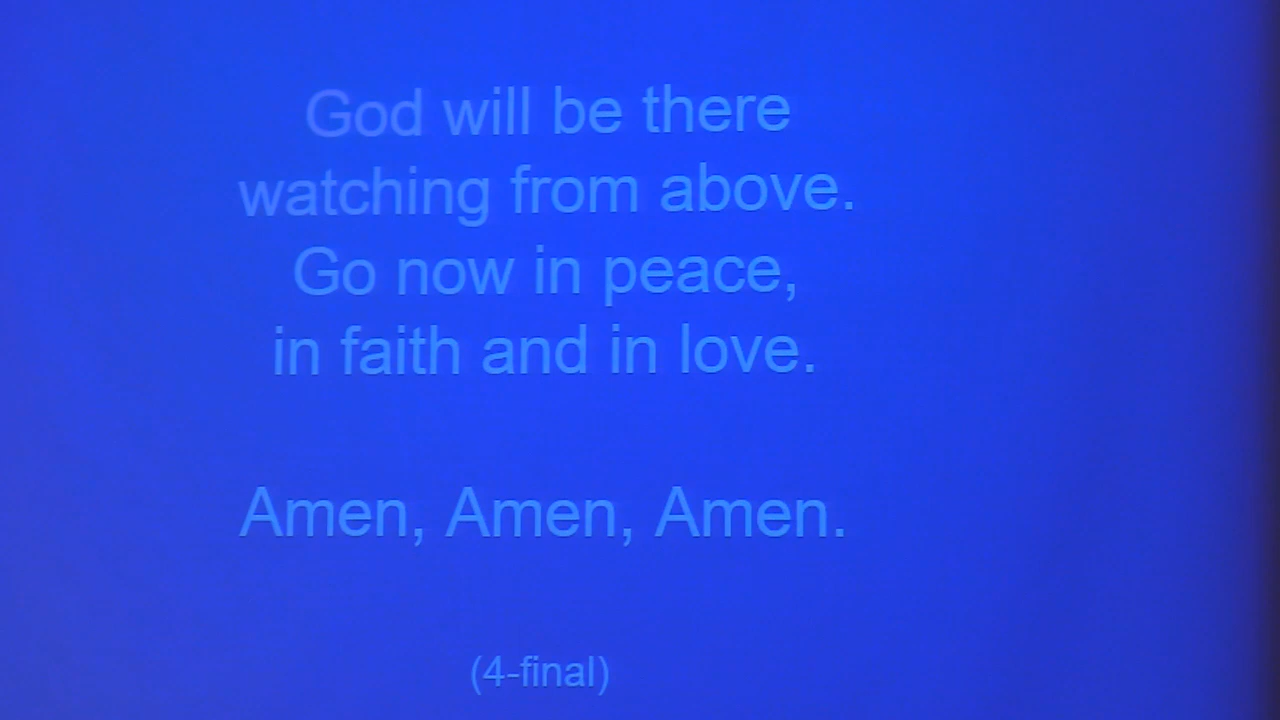 God will be there
watching from above.
Go now in peace,
in faith and in love.
Amen, Amen, Amen.
(4-final)